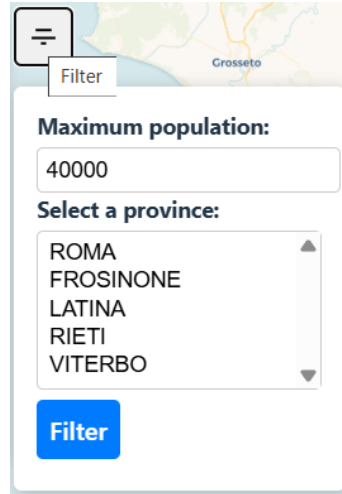 Grosseto
Filter
Maximum population:
40000
Select a province:
ROMA
FROSINONE
LATINA
RIETI
VITERBO
Filter